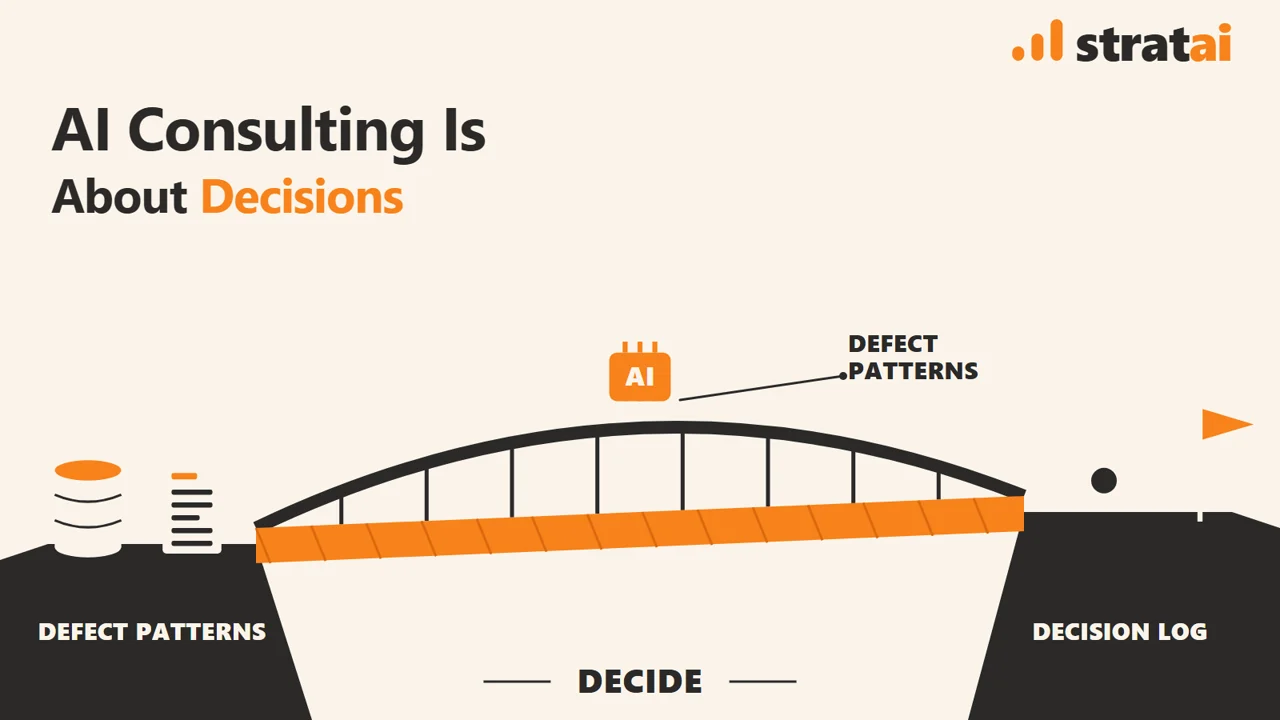 stratai
AI Consulting Is
About Decisions
AI
DEFECT
PATTERNS
DEFECT PATTERNS
DECISION LOG
DECIDE